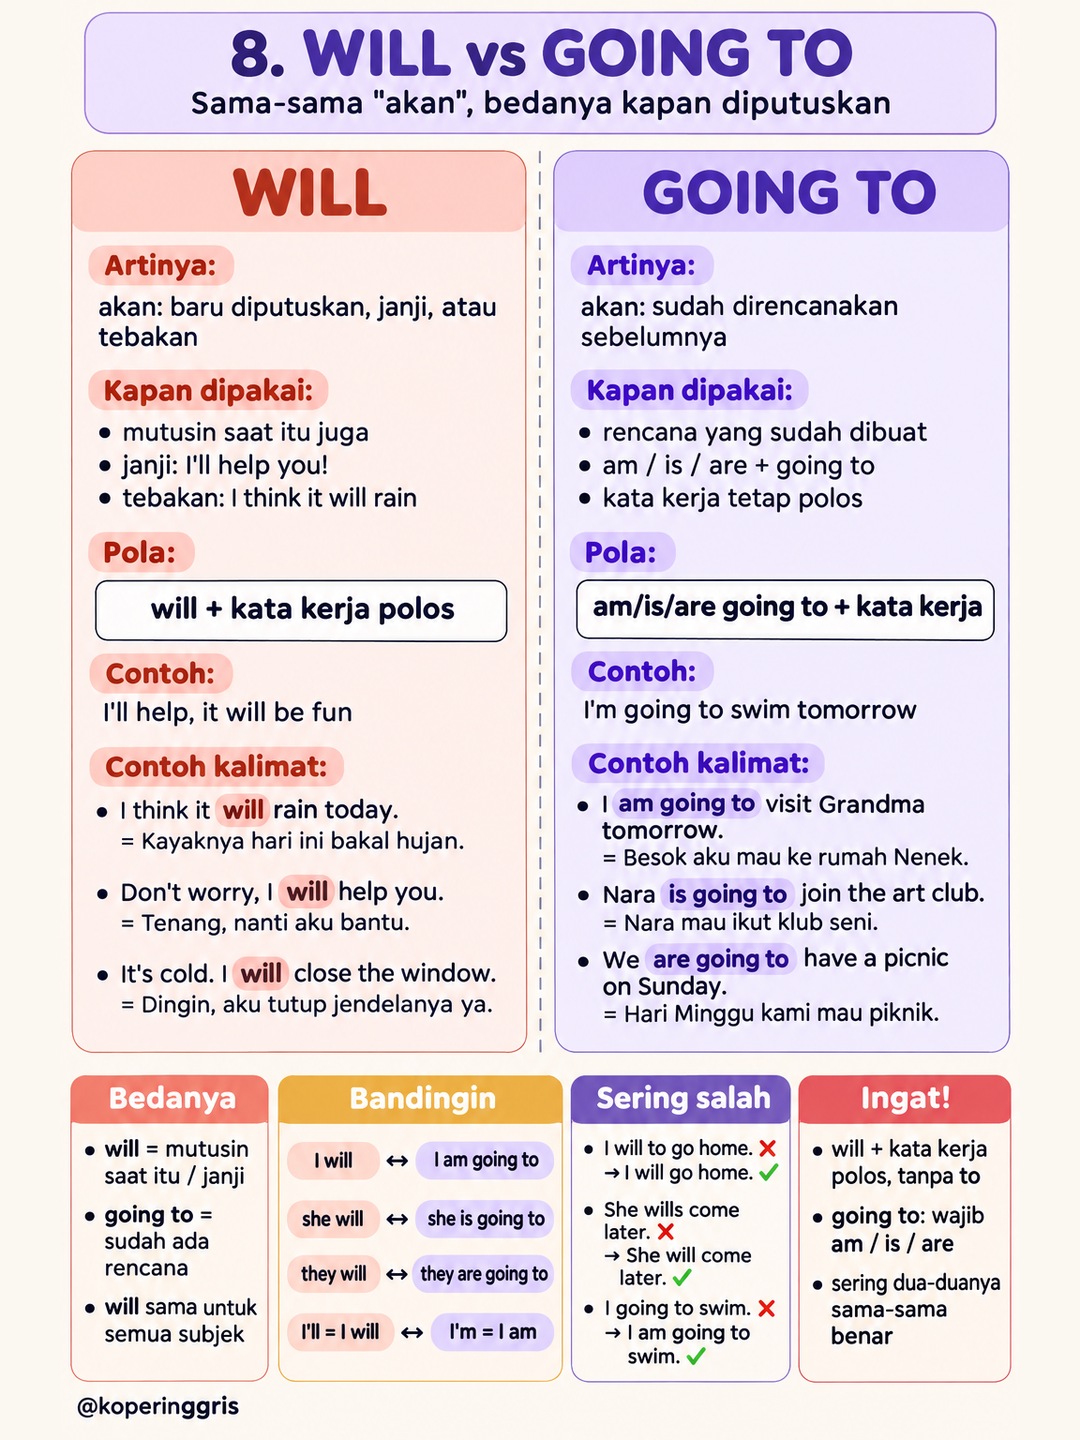 8. WILL vs GOING TO
Sama-sama "akan", bedanya kapan diputuskan
WILL
Artinya:
akan: baru diputuskan, janji, atau
tebakan
Kapan dipakai:
• mutusin saat itu juga
• janji: I'll help you!
• tebakan: I think it will rain
Pola:
will + kata kerja polos
Contoh:
I'll help, it will be fun
Contoh kalimat:
• I think it will rain today.
= Kayaknya hari ini bakal hujan.
• Don't worry, I will help you.
= Tenang, nanti aku bantu.
• It's cold. I will close the window.
= Dingin, aku tutup jendelanya ya.
GOING TO
Artinya:
akan: sudah direncanakan
sebelumnya
Kapan dipakai:
• rencana yang sudah dibuat
• am / is / are + going to
• kata kerja tetap polos
Pola:
am/is/are going to + kata kerja
Contoh:
I'm going to swim tomorrow
Contoh kalimat:
• I am going to visit Grandma
tomorrow.
= Besok aku mau ke rumah Nenek.
• Nara is going to join the art club.
= Nara mau ikut klub seni.
• We are going to have a picnic
on Sunday.
= Hari Minggu kami mau piknik.
Bedanya
• will = mutusin
saat itu / janji
• going to =
sudah ada
rencana
• will sama untuk
semua subjek
Bandingin
I will ↔ I am going to
she will ↔ she is going to
they will ↔ they are going to
I'll = I will ↔ I'm = I am
Sering salah
• I will to go home. ❌
→ I will go home. ✓
• She wills come
later. ❌
→ She will come
later. ✓
• I going to swim. ❌
→ I am going to
swim. ✓
Ingat!
• will + kata kerja
polos, tanpa to
• going to: wajib
am / is / are
• sering dua-duanya
sama-sama
benar
@koperinggris